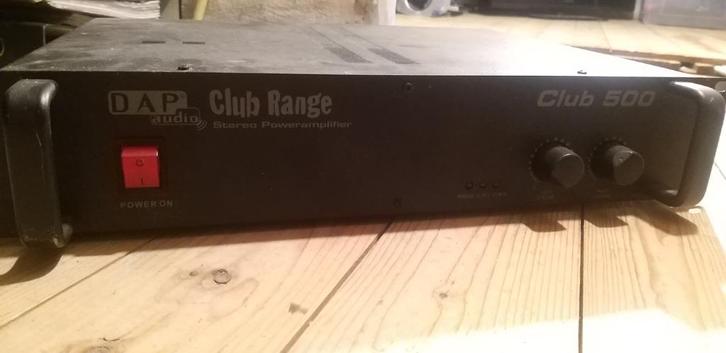 DAP audio
Club Range
Stereo Poweramplifier
Club 500
O
I
POWER ON